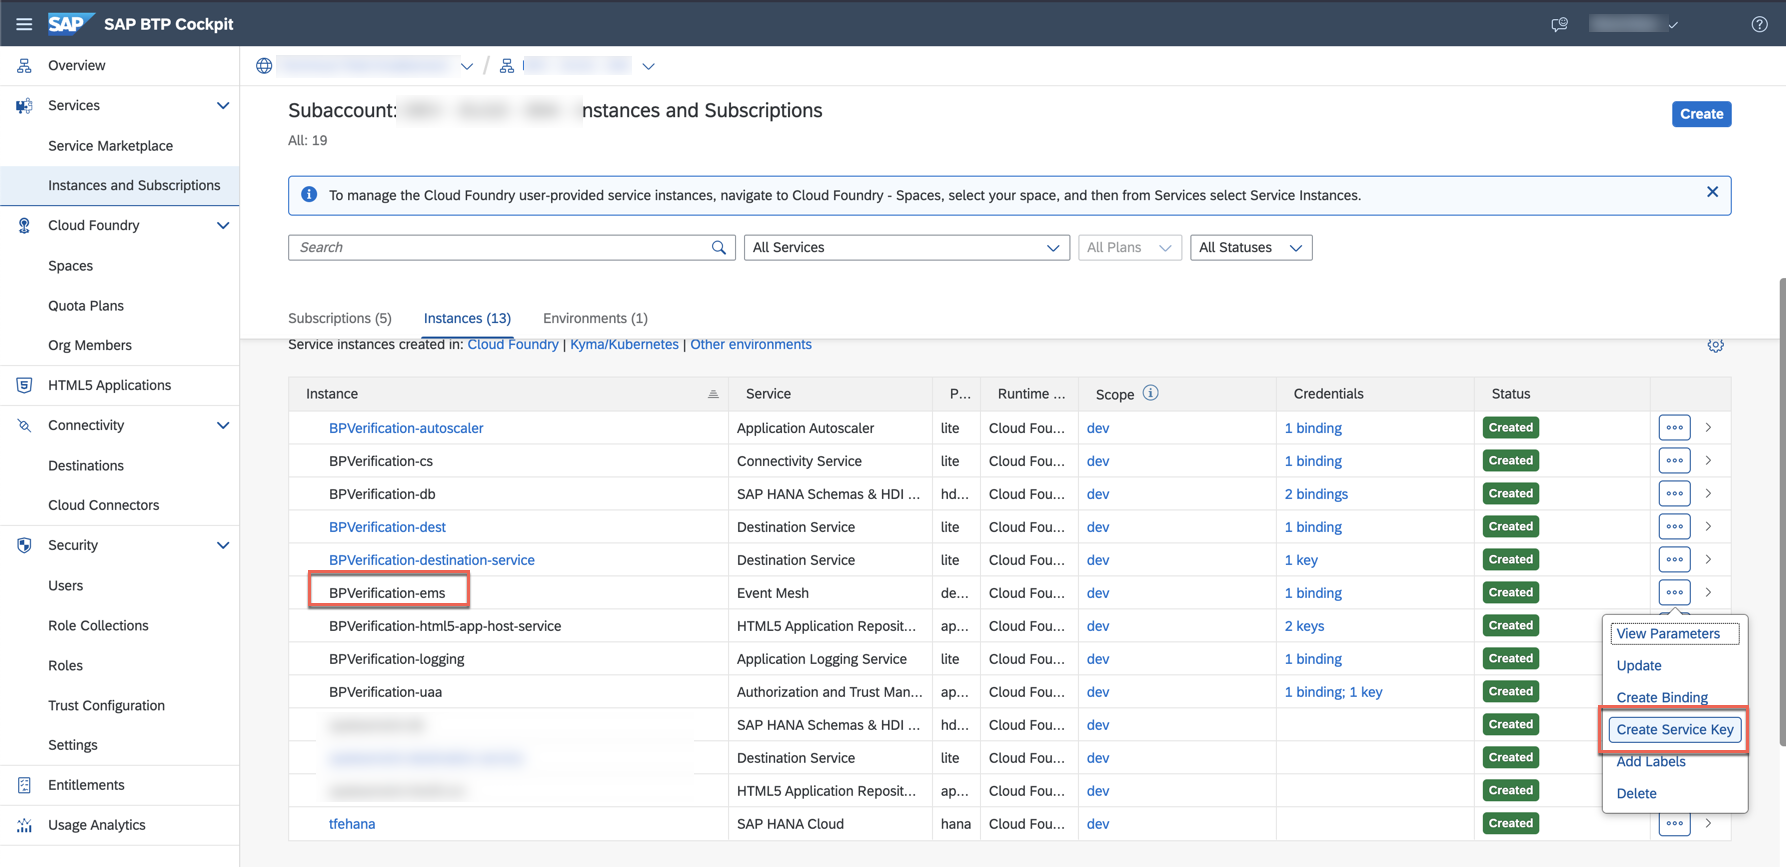 SAP SAP BTP Cockpit
Overview
Services
Service Marketplace
Instances and Subscriptions
Cloud Foundry
Spaces
Quota Plans
Org Members
HTML5 Applications
Connectivity
Destinations
Cloud Connectors
Security
Users
Role Collections
Roles
Trust Configuration
Settings
Entitlements
Usage Analytics
/
Subaccount: nstances and Subscriptions
All: 19
Create
To manage the Cloud Foundry user-provided service instances, navigate to Cloud Foundry - Spaces, select your space, and then from Services select Service Instances.
Search All Services All Plans All Statuses
Subscriptions (5) Instances (13) Environments (1)
Service instances created in: Cloud Foundry | Kyma/Kubernetes | Other environments
Instance Service P... Runtime ... Scope Credentials Status
BPVerification-autoscaler Application Autoscaler lite Cloud Fou... dev 1 binding Created
BPVerification-cs Connectivity Service lite Cloud Fou... dev 1 binding Created
BPVerification-db SAP HANA Schemas & HDI ... hd... Cloud Fou... dev 2 bindings Created
BPVerification-dest Destination Service lite Cloud Fou... dev 1 binding Created
BPVerification-destination-service Destination Service lite Cloud Fou... dev 1 key Created
BPVerification-ems Event Mesh de... Cloud Fou... dev 1 binding Created
BPVerification-html5-app-host-service HTML5 Application Reposit... ap... Cloud Fou... dev 2 keys Created
BPVerification-logging Application Logging Service lite Cloud Fou... dev 1 binding Created
BPVerification-uaa Authorization and Trust Man... ap... Cloud Fou... dev 1 binding; 1 key Created
SAP HANA Schemas & HDI ... hd... Cloud Fou... dev Created
Destination Service lite Cloud Fou... dev Created
HTML5 Application Reposit... ap... Cloud Fou... dev Created
tfehana SAP HANA Cloud hana Cloud Fou... dev Created
View Parameters
Update
Create Binding
Create Service Key
Add Labels
Delete